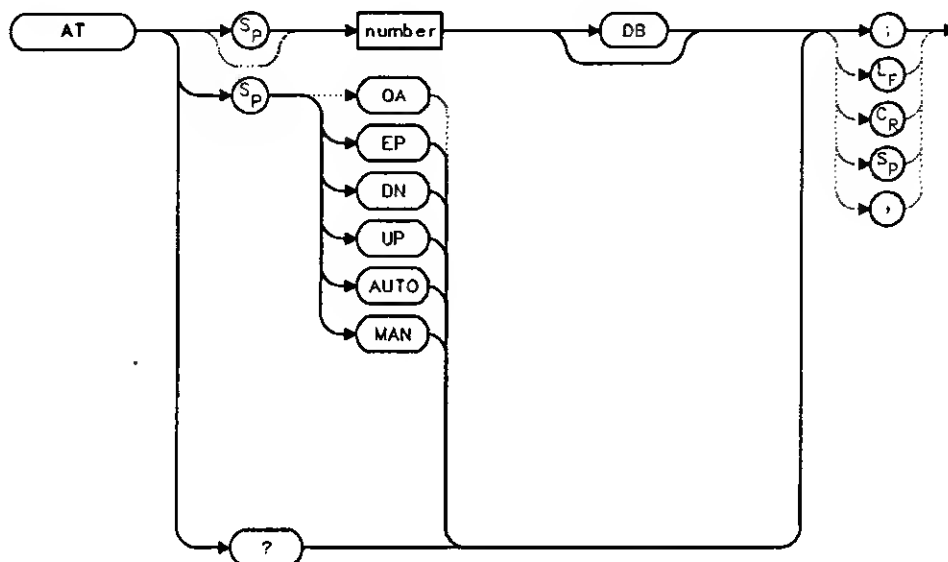 AT SP number DB ;
SP OA LF
EP CR
DN SP
UP ,
AUTO
MAN
?